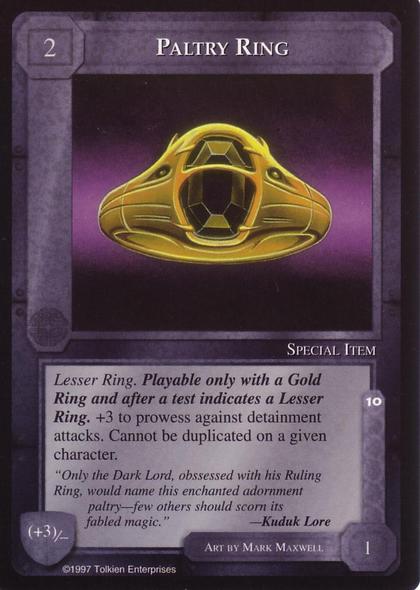 2
PALTRY RING
SPECIAL ITEM
Lesser Ring. Playable only with a Gold
Ring and after a test indicates a Lesser
Ring. +3 to prowess against detainment
attacks. Cannot be duplicated on a given
character.
10
“Only the Dark Lord, obssessed with his Ruling
Ring, would name this enchanted adornment
paltry—few others should scorn its
fabled magic.” —Kuduk Lore
(+3)/–
ART BY MARK MAXWELL
1
©1997 Tolkien Enterprises